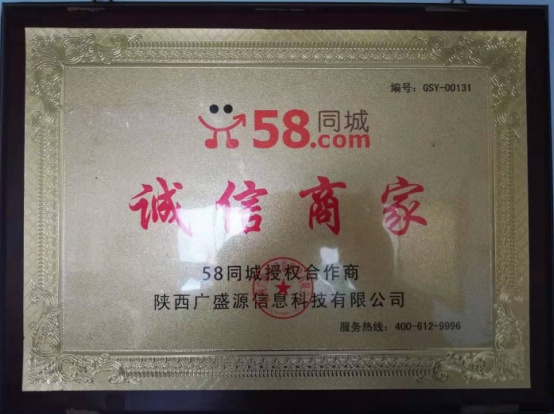 编号：GSY-00131
58同城
.com
诚信商家
58同城授权合作商
陕西广盛源信息科技有限公司
服务热线：400-612-9996